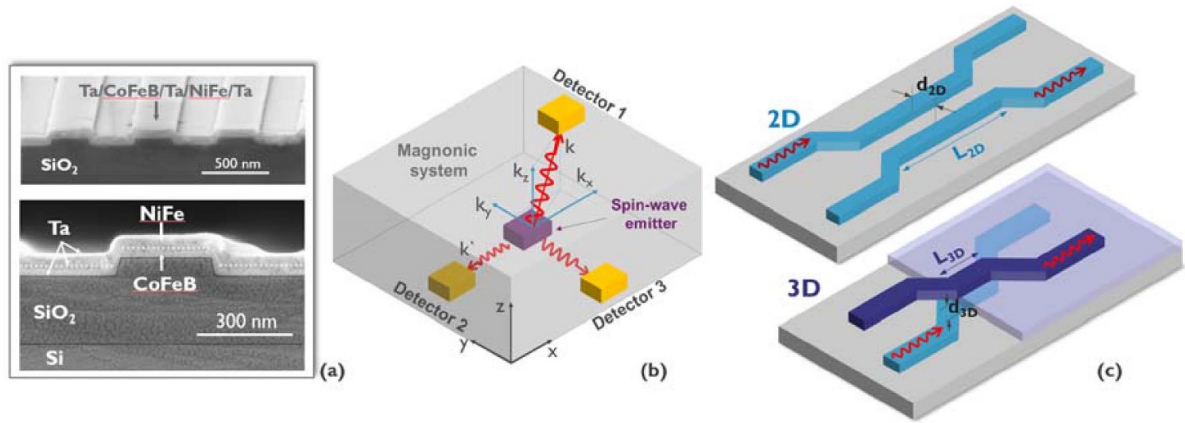 Ta/CoFeB/Ta/NiFe/Ta
SiO2
500 nm
NiFe
Ta
CoFeB
SiO2
300 nm
Si
(a)
Detector 1
Magnonic
system
k
kz
kx
ky
Spin-wave
emitter
k`
Detector 2
Detector 3
z
y
x
(b)
2D
d2D
L2D
3D
L3D
d3D
(c)